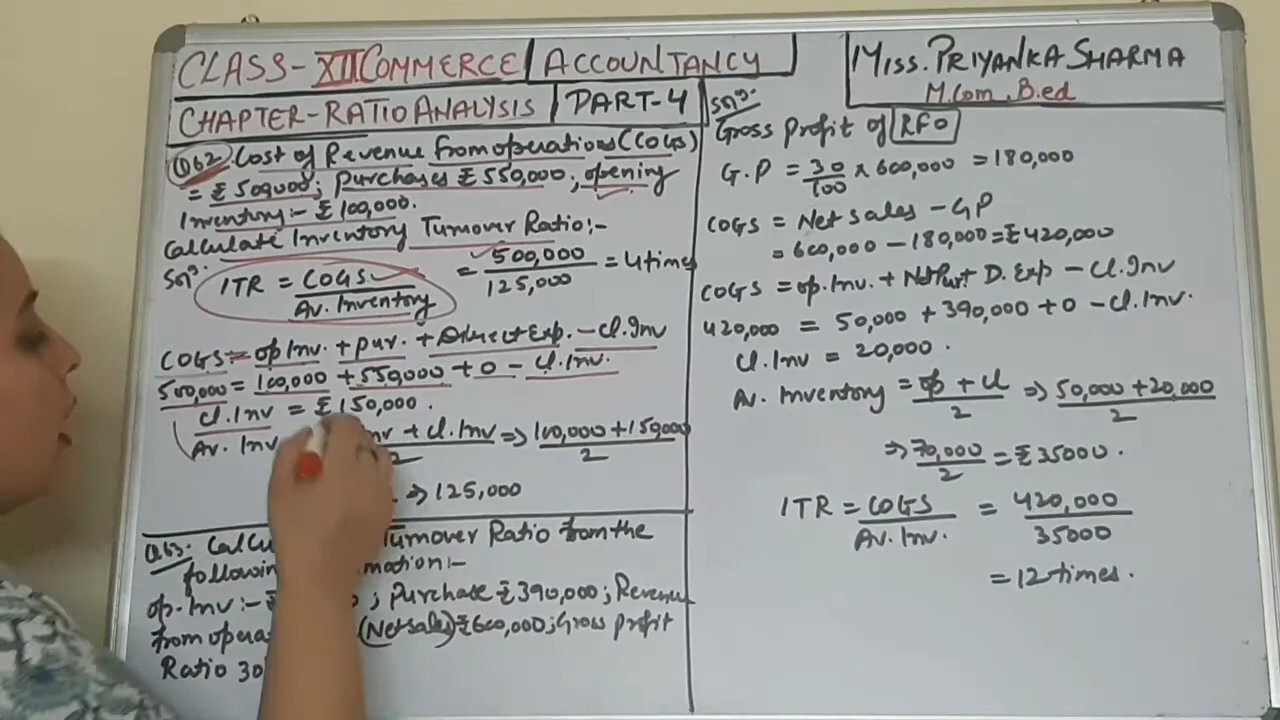 CLASS-XII COMMERCE | ACCOUNTANCY
MISS. PRIYANKA SHARMA
M.Com. B.ed
CHAPTER-RATIO ANALYSIS | PART-4
Q62. Cost of Revenue from operations (COGS)
= ₹500,000; Purchases ₹550,000; opening
Inventory:- ₹100,000.
Calculate Inventory Turnover Ratio:-
Solⁿ. ITR = COGS / Av. Inventory = 500,000 / 125,000 = 4 times
COGS = op Inv. + pur. + Direct Exp. - Cl. Inv
500,000 = 100,000 + 550,000 + 0 - Cl. Inv.
Cl. Inv = ₹150,000.
Av. Inv + Cl. Inv / 2 ⇒ 100,000 + 150,000 / 2
⇒ 125,000
Q63. Turnover Ratio from the
following :-
op. Inv:- ; Purchase ₹390,000; Revenue
from (Net sales) ₹600,000; Gross profit
Ratio 30
Solⁿ.
Gross Profit of RFO
G.P = 30/100 × 600,000 = 180,000
COGS = Net sales - GP
= 600,000 - 180,000 = ₹420,000
COGS = op. Inv. + Net Pur + D. Exp - Cl. Inv
420,000 = 50,000 + 390,000 + 0 - Cl. Inv.
Cl. Inv = 20,000.
Av. Inventory = op + Cl / 2 ⇒ 50,000 + 20,000 / 2
⇒ 70,000 / 2 = ₹35000.
ITR = COGS / Av. Inv. = 420,000 / 35000
= 12 times.